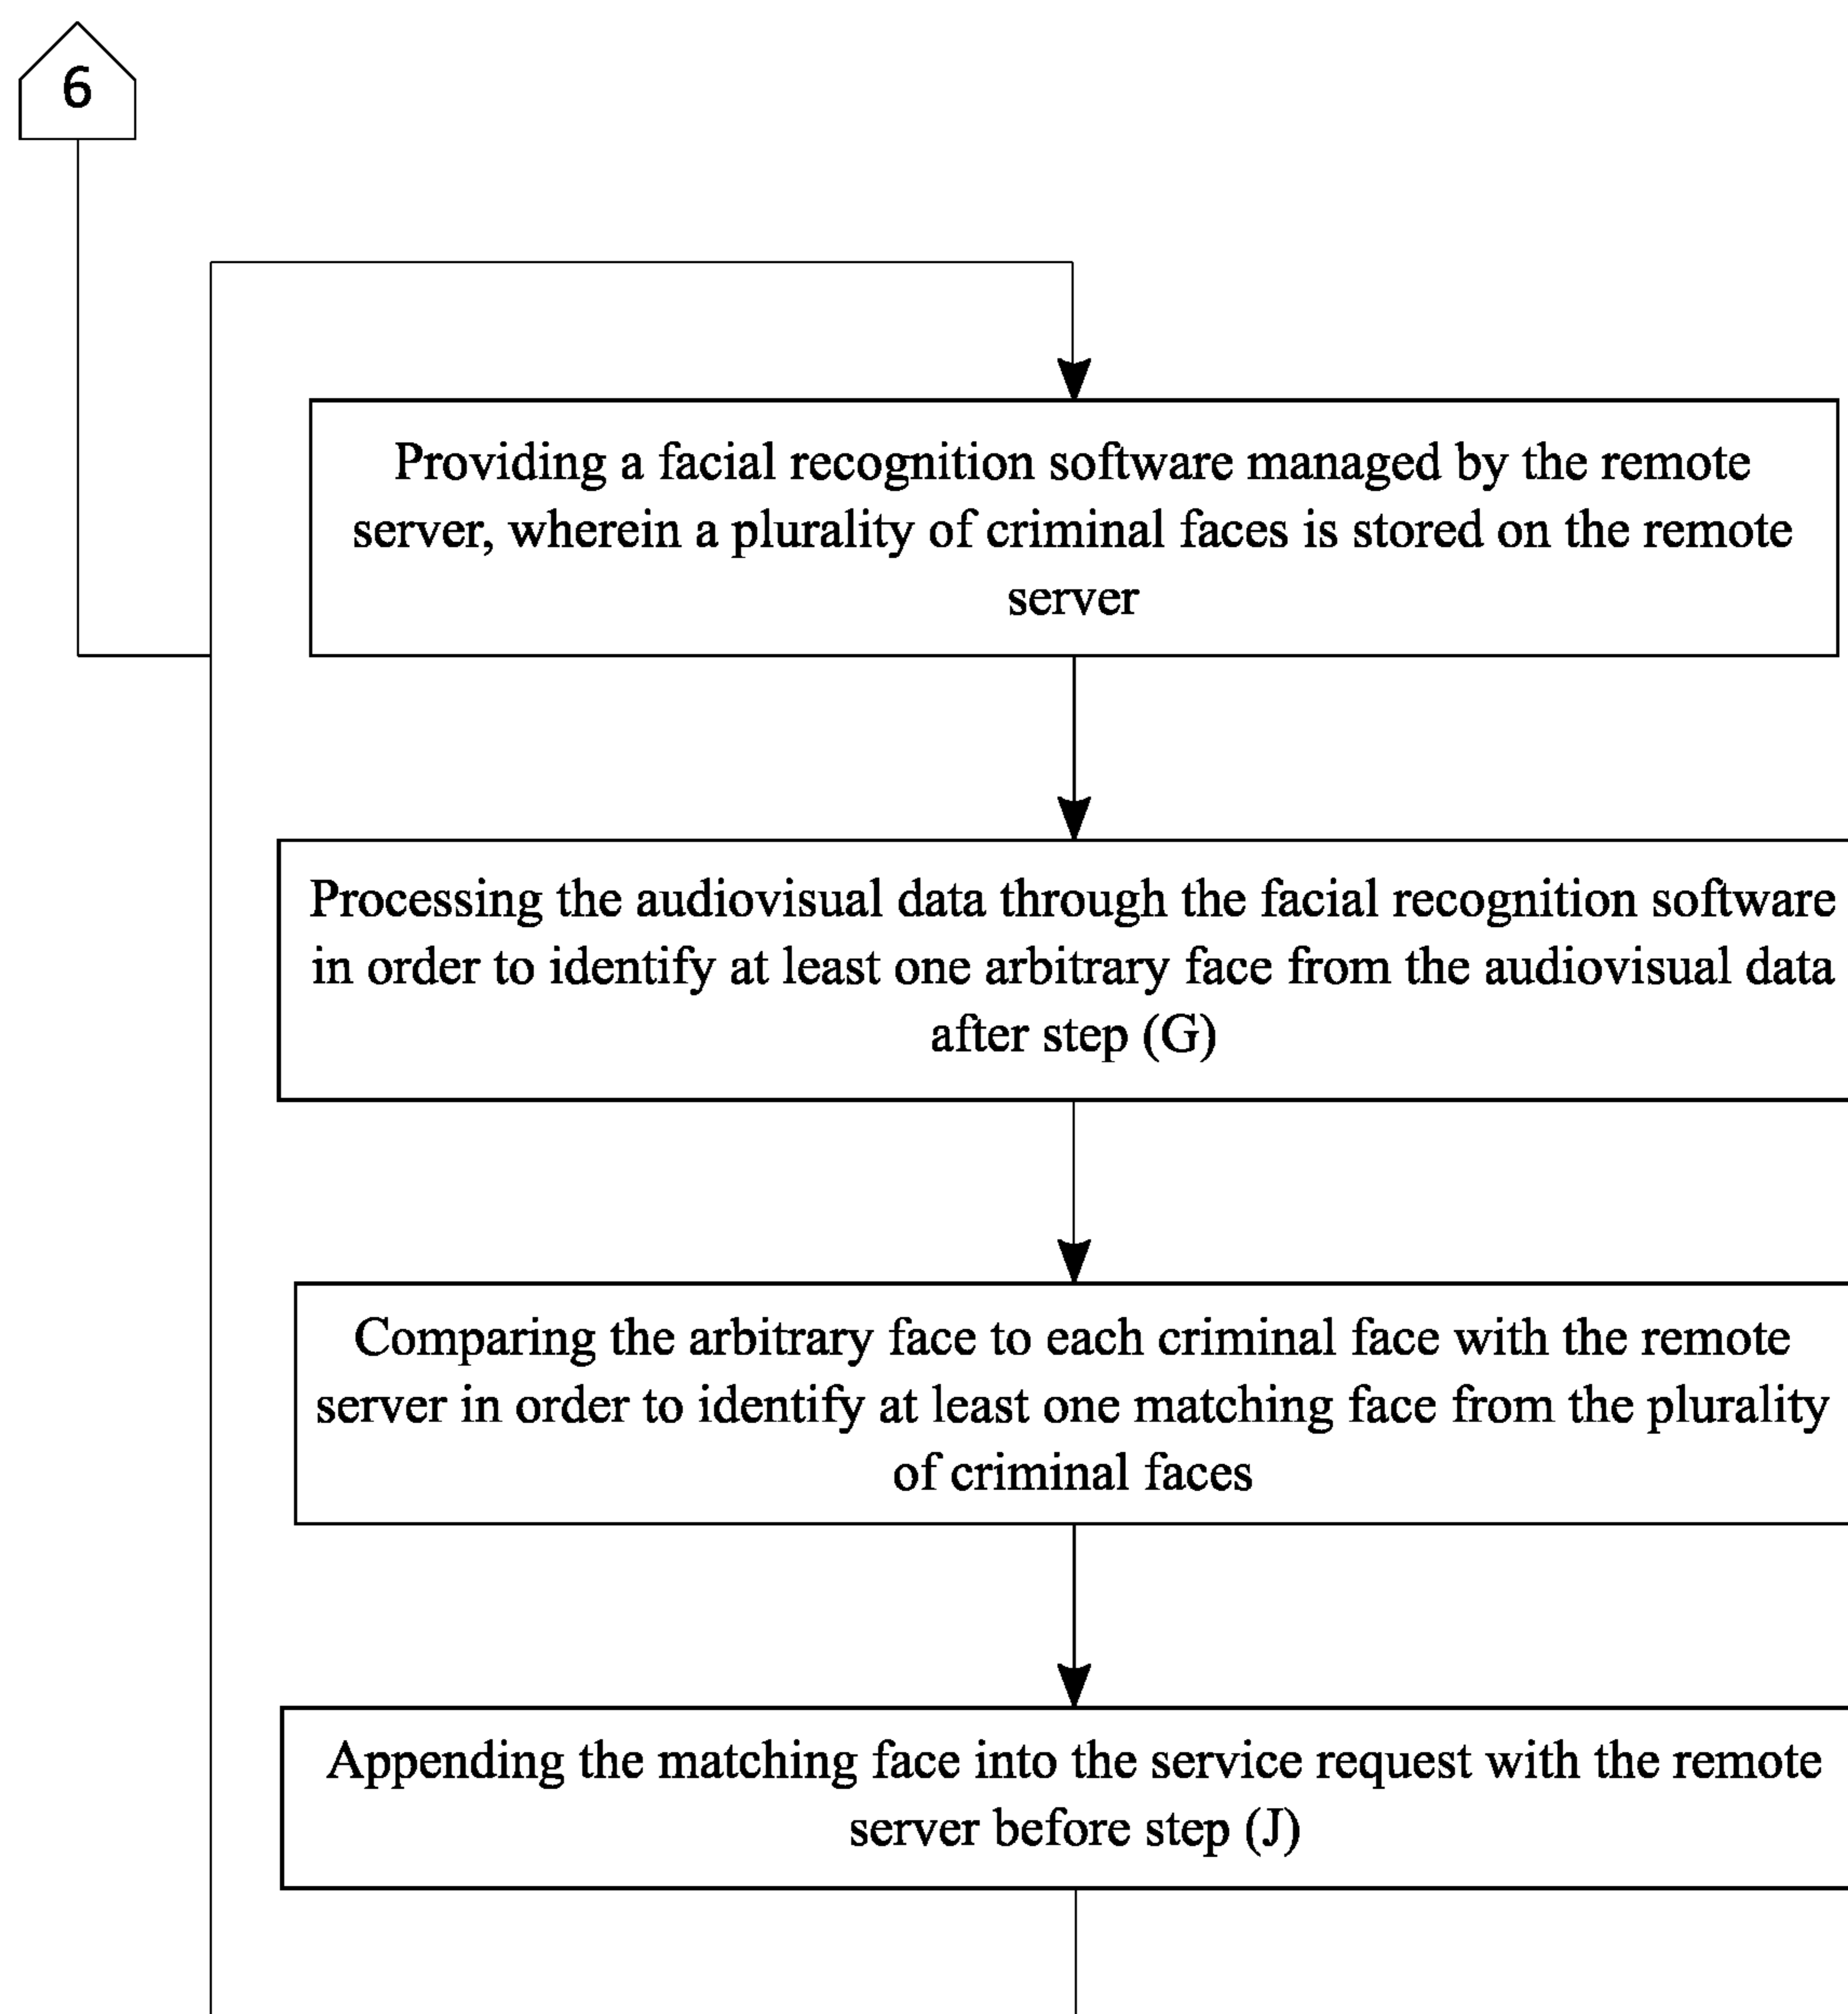 6
Providing a facial recognition software managed by the remote
server, wherein a plurality of criminal faces is stored on the remote
server
Processing the audiovisual data through the facial recognition software
in order to identify at least one arbitrary face from the audiovisual data
after step (G)
Comparing the arbitrary face to each criminal face with the remote
server in order to identify at least one matching face from the plurality
of criminal faces
Appending the matching face into the service request with the remote
server before step (J)